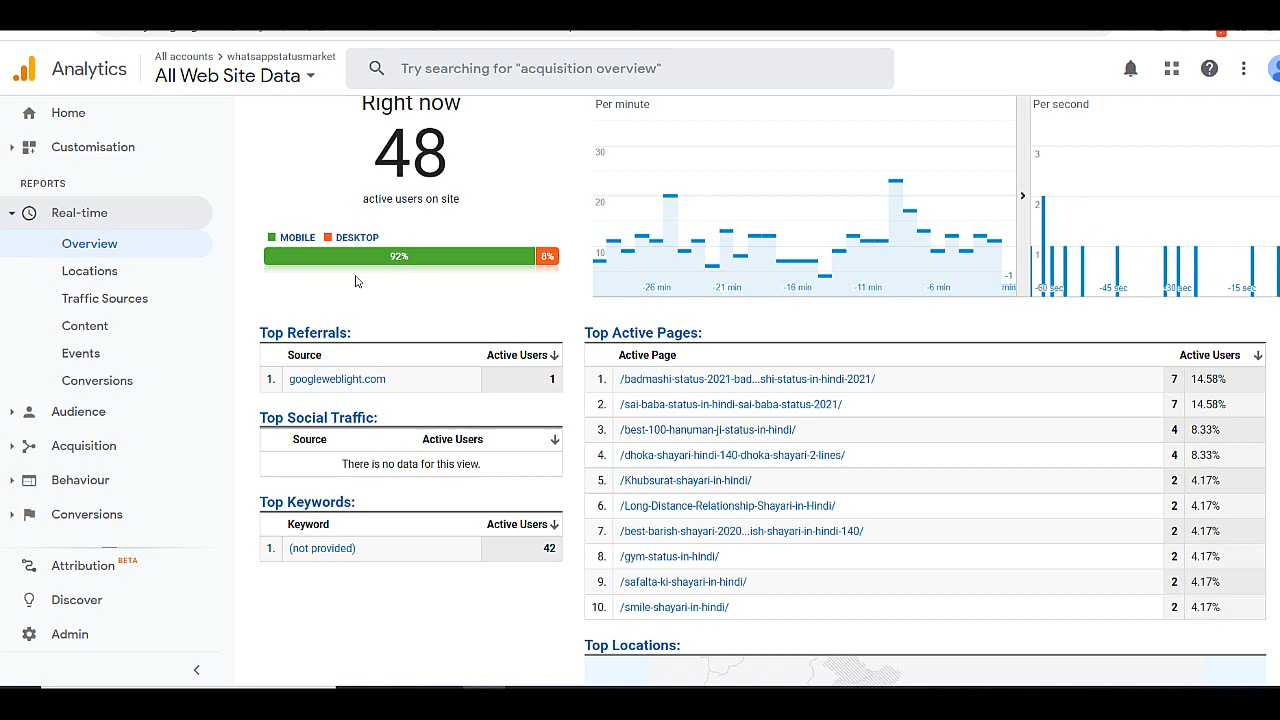 Analytics
All accounts > whatsappstatusmarket
All Web Site Data
Try searching for "acquisition overview"
Home
Customisation
REPORTS
Real-time
Overview
Locations
Traffic Sources
Content
Events
Conversions
Audience
Acquisition
Behaviour
Conversions
Attribution BETA
Discover
Admin
Right now
48
active users on site
MOBILE DESKTOP
92% 8%
Per minute
30
20
10
-26 min -21 min -16 min -11 min -6 min -1 min
Per second
3
2
1
-60 sec -45 sec -30 sec -15 sec
Top Referrals:
Source Active Users
1. googleweblight.com 1
Top Social Traffic:
Source Active Users
There is no data for this view.
Top Keywords:
Keyword Active Users
1. (not provided) 42
Top Active Pages:
Active Page Active Users
1. /badmashi-status-2021-bad...shi-status-in-hindi-2021/ 7 14.58%
2. /sai-baba-status-in-hindi-sai-baba-status-2021/ 7 14.58%
3. /best-100-hanuman-ji-status-in-hindi/ 4 8.33%
4. /dhoka-shayari-hindi-140-dhoka-shayari-2-lines/ 4 8.33%
5. /Khubsurat-shayari-in-hindi/ 2 4.17%
6. /Long-Distance-Relationship-Shayari-In-Hindi/ 2 4.17%
7. /best-barish-shayari-2020...ish-shayari-in-hindi-140/ 2 4.17%
8. /gym-status-in-hindi/ 2 4.17%
9. /safalta-ki-shayari-in-hindi/ 2 4.17%
10. /smile-shayari-in-hindi/ 2 4.17%
Top Locations: